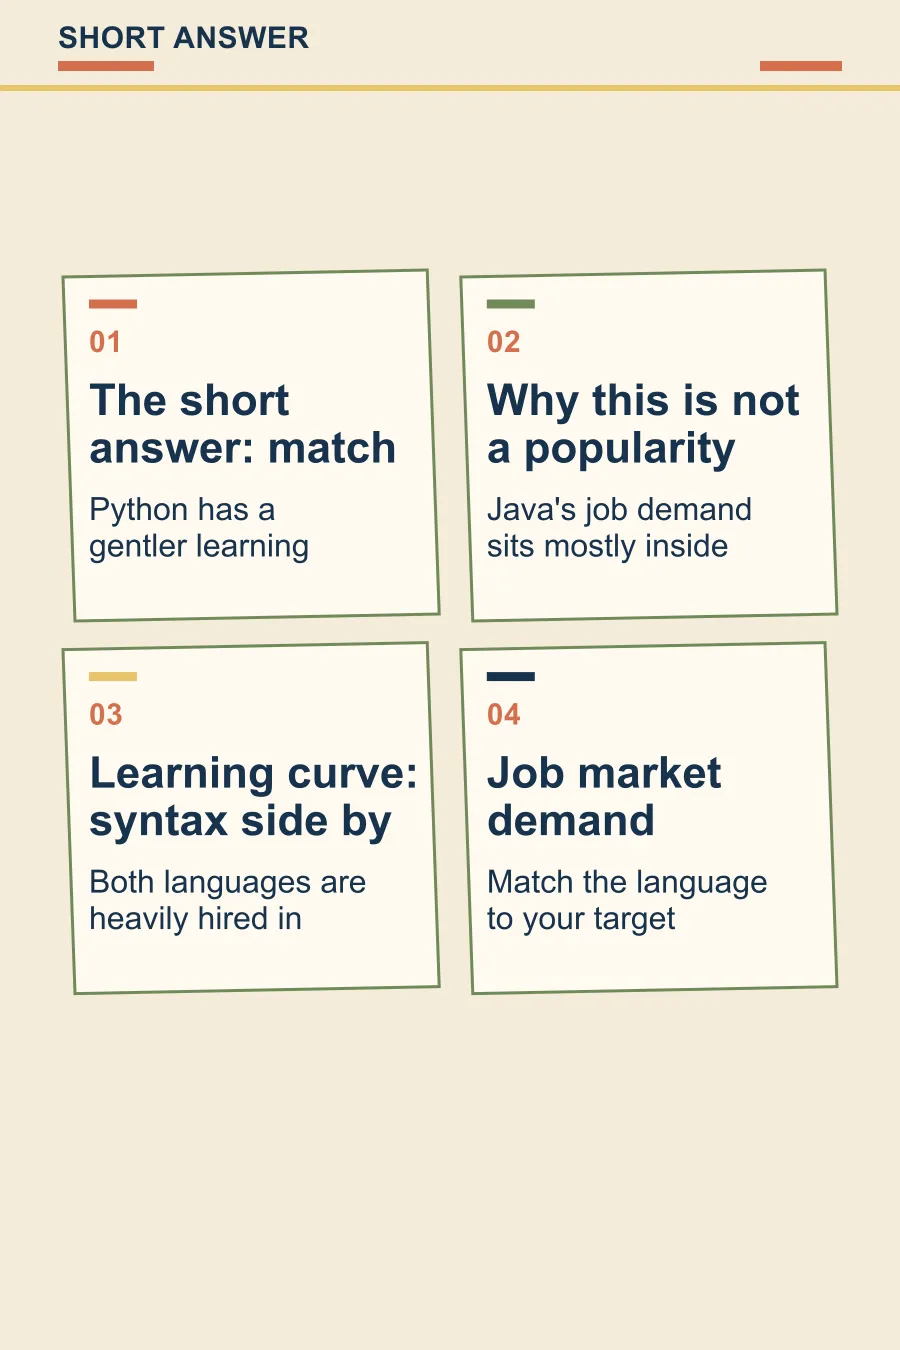 SHORT ANSWER
01
The short
answer: match
Python has a
gentler learning
02
Why this is not
a popularity
Java's job demand
sits mostly inside
03
Learning curve:
syntax side by
Both languages are
heavily hired in
04
Job market
demand
Match the language
to your target